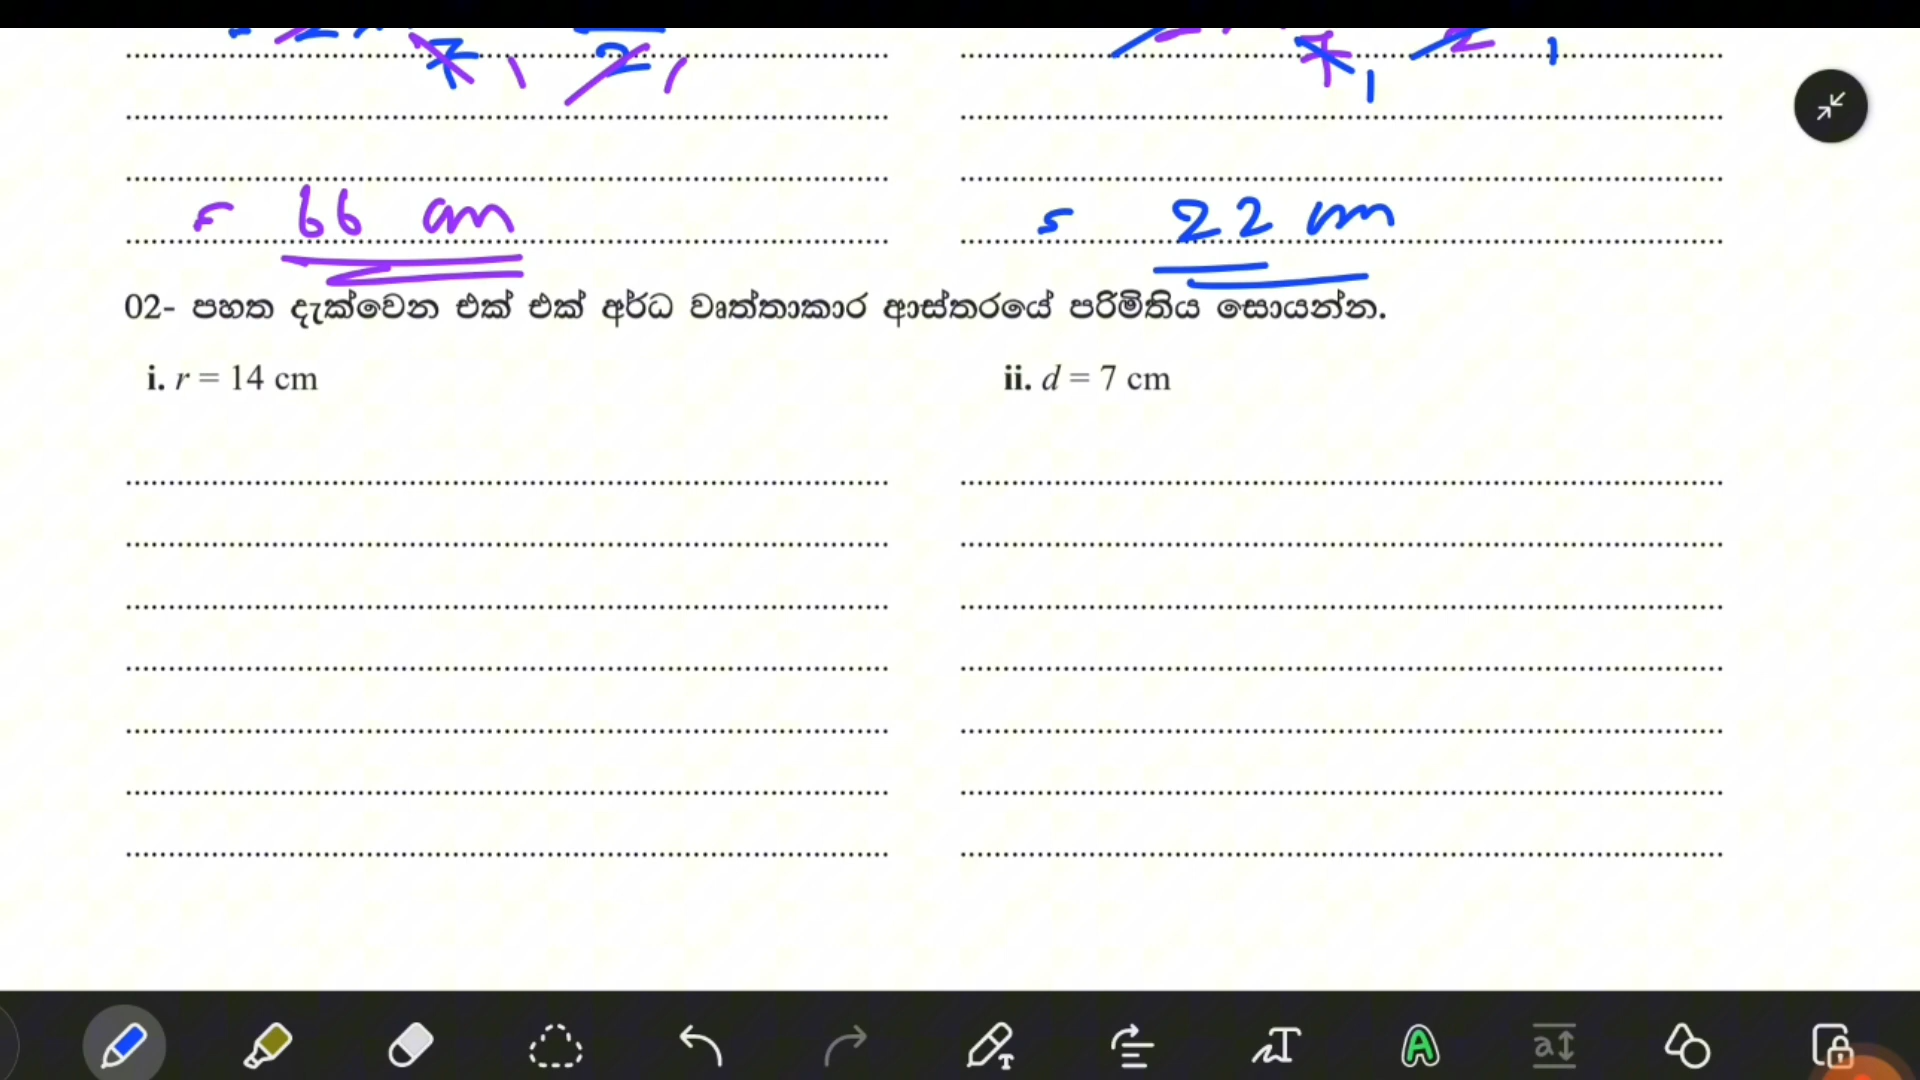 = 66 cm
= 22 cm
02- පහත දැක්වෙන එක් එක් අර්ධ වෘත්තාකාර ආස්තරයේ පරිමිතිය සොයන්න.
i. r = 14 cm
ii. d = 7 cm